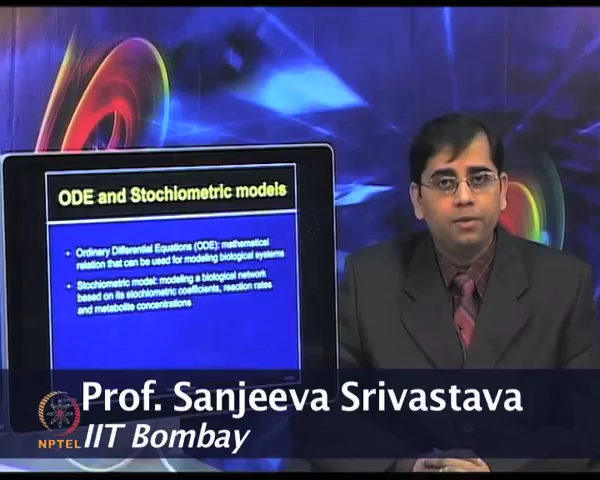 ODE and Stochiometric models
Ordinary Differential Equations (ODE): mathematical
relation that can be used for modeling biological systems
Stochiometric model: modeling a biological network
based on its stochiometric coefficients, reaction rates
and metabolite concentrations
Prof. Sanjeeva Srivastava
IIT Bombay
NPTEL